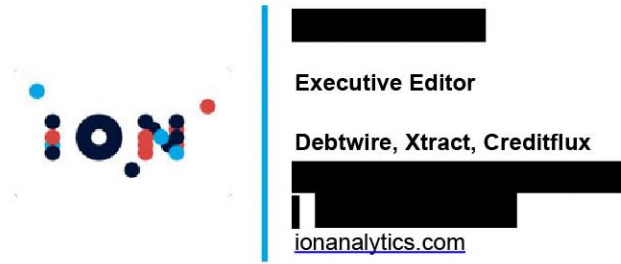 ION
Executive Editor
Debtwire, Xtract, Creditflux
ionanalytics.com